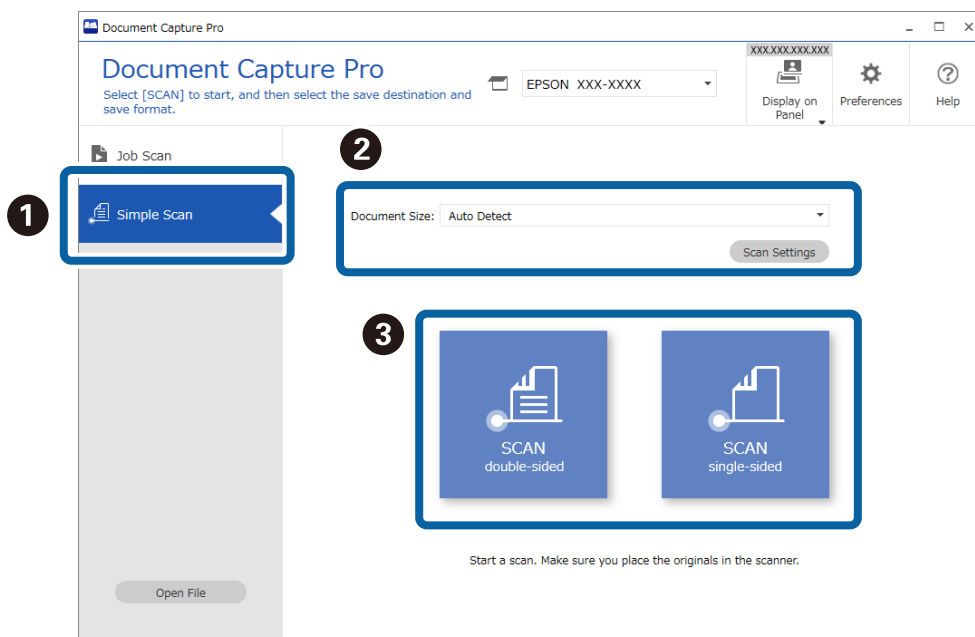 Document Capture Pro
Document Capture Pro
Select [SCAN] to start, and then select the save destination and
save format.
EPSON XXX-XXXX
XXX.XXX.XXX.XXX
Display on
Panel
Preferences
Help
Job Scan
1
Simple Scan
2
Document Size: Auto Detect
Scan Settings
3
SCAN
double-sided
SCAN
single-sided
Start a scan. Make sure you place the originals in the scanner.
Open File